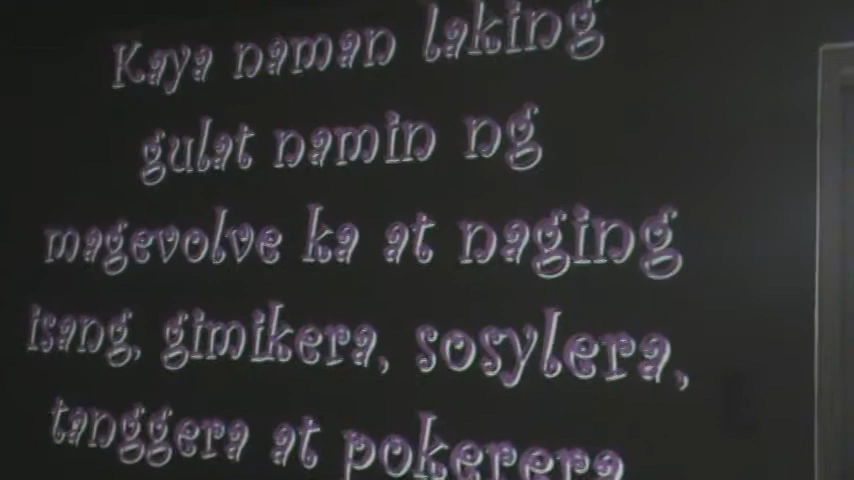 Kaya naman laking
gulat namin ng
magevolve ka at naging
isang, gimikera, sosylera,
tanggera at pokerera